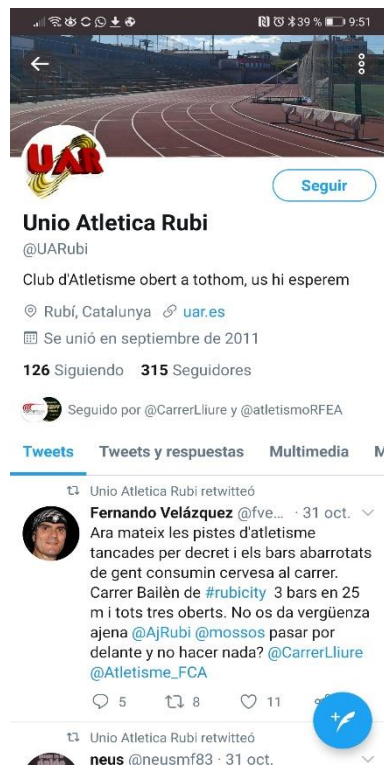 39 % 9:51
UAR
Seguir
Unio Atletica Rubi
@UARubi
Club d'Atletisme obert a tothom, us hi esperem
Rubí, Catalunya uar.es
Se unió en septiembre de 2011
126 Siguiendo 315 Seguidores
Seguido por @CarrerLliure y @atletismoRFEA
Tweets Tweets y respuestas Multimedia M
Unio Atletica Rubi retwitteó
Fernando Velázquez @fve... · 31 oct.
Ara mateix les pistes d'atletisme
tancades per decret i els bars abarrotats
de gent consumin cervesa al carrer.
Carrer Bailèn de #rubicity 3 bars en 25
m i tots tres oberts. No os da vergüenza
ajena @AjRubi @mossos pasar por
delante y no hacer nada? @CarrerLliure
@Atletisme_FCA
5 8 11
Unio Atletica Rubi retwitteó
neus @neusmf83 · 31 oct.